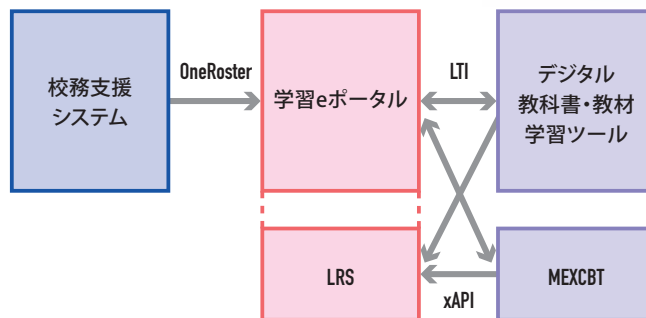 校務支援
システム
OneRoster
学習eポータル
LTI
デジタル
教科書・教材
学習ツール
LRS
xAPI
MEXCBT